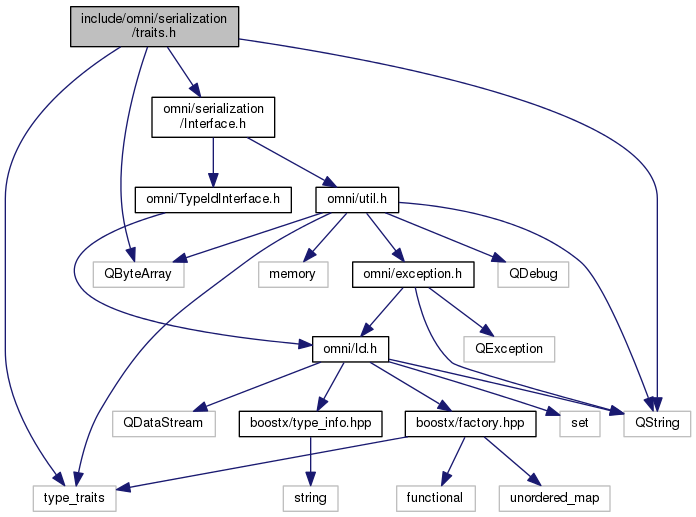 include/omni/serialization
/traits.h
omni/serialization
/Interface.h
omni/TypeIdInterface.h
omni/util.h
QByteArray
memory
omni/exception.h
QDebug
omni/Id.h
QException
QDataStream
boostx/type_info.hpp
boostx/factory.hpp
set
QString
type_traits
string
functional
unordered_map